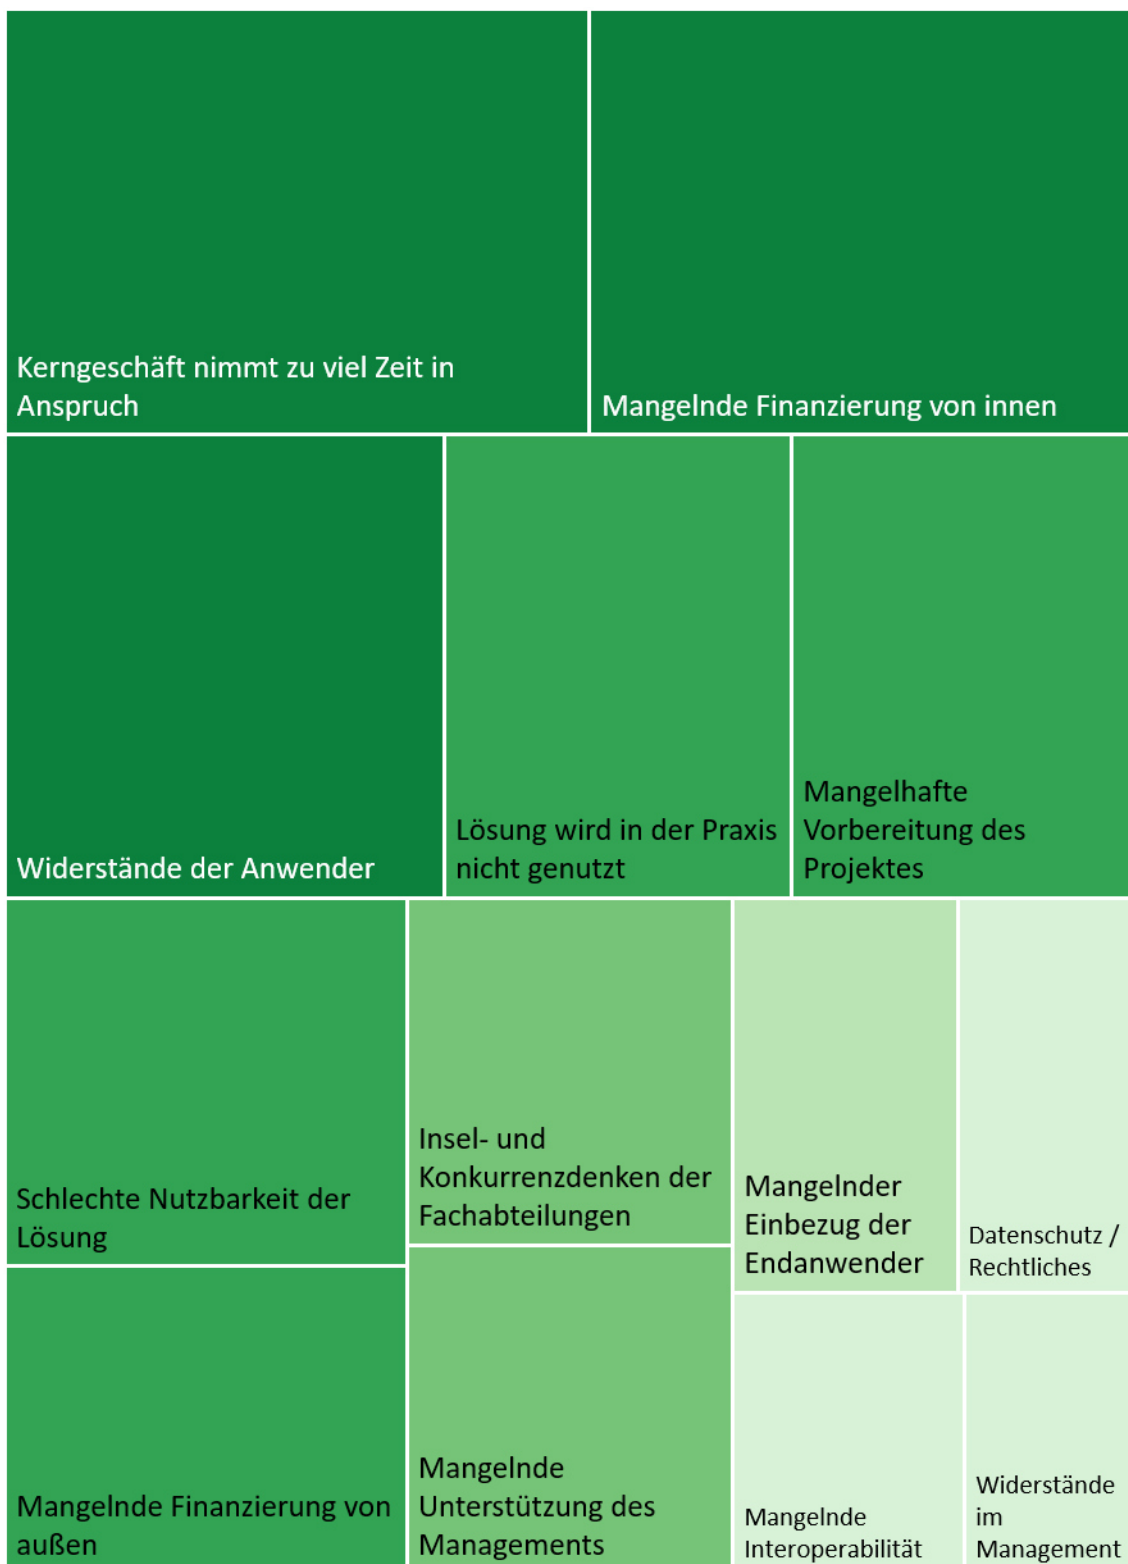 Kerngeschäft nimmt zu viel Zeit in
Anspruch
Mangelnde Finanzierung von innen
Widerstände der Anwender
Lösung wird in der Praxis
nicht genutzt
Mangelhafte
Vorbereitung des
Projektes
Schlechte Nutzbarkeit der
Lösung
Insel- und
Konkurrenzdenken der
Fachabteilungen
Mangelnder
Einbezug der
Endanwender
Datenschutz /
Rechtliches
Mangelnde Finanzierung von
außen
Mangelnde
Unterstützung des
Managements
Mangelnde
Interoperabilität
Widerstände
im
Management